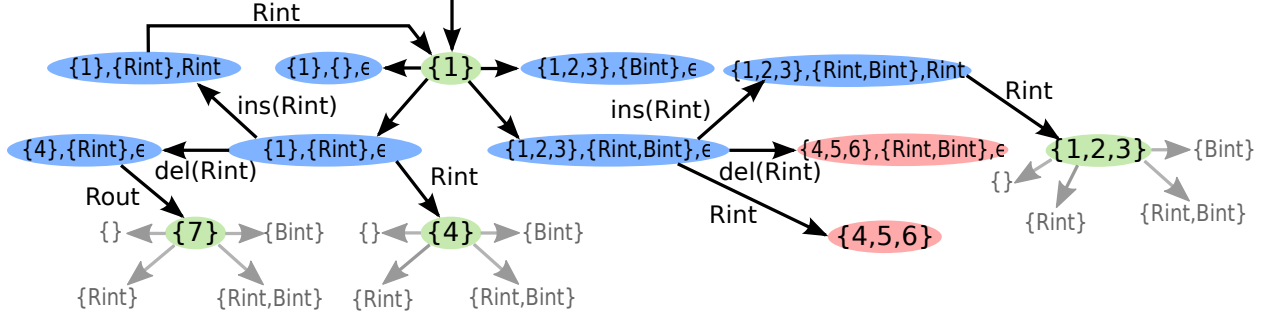 Rint
{1},{Rint},Rint
{1},{},ϵ
{1}
{1,2,3},{Bint},ϵ
{1,2,3},{Rint,Bint},Rint
Rint
ins(Rint)
ins(Rint)
{4},{Rint},ϵ
{1},{Rint},ϵ
{1,2,3},{Rint,Bint},ϵ
{4,5,6},{Rint,Bint},ϵ
{1,2,3}
{Bint}
del(Rint)
del(Rint)
{}
Rout
Rint
Rint
{Rint}
{Rint,Bint}
{}
{7}
{Bint}
{}
{4}
{Bint}
{4,5,6}
{Rint}
{Rint,Bint}
{Rint}
{Rint,Bint}